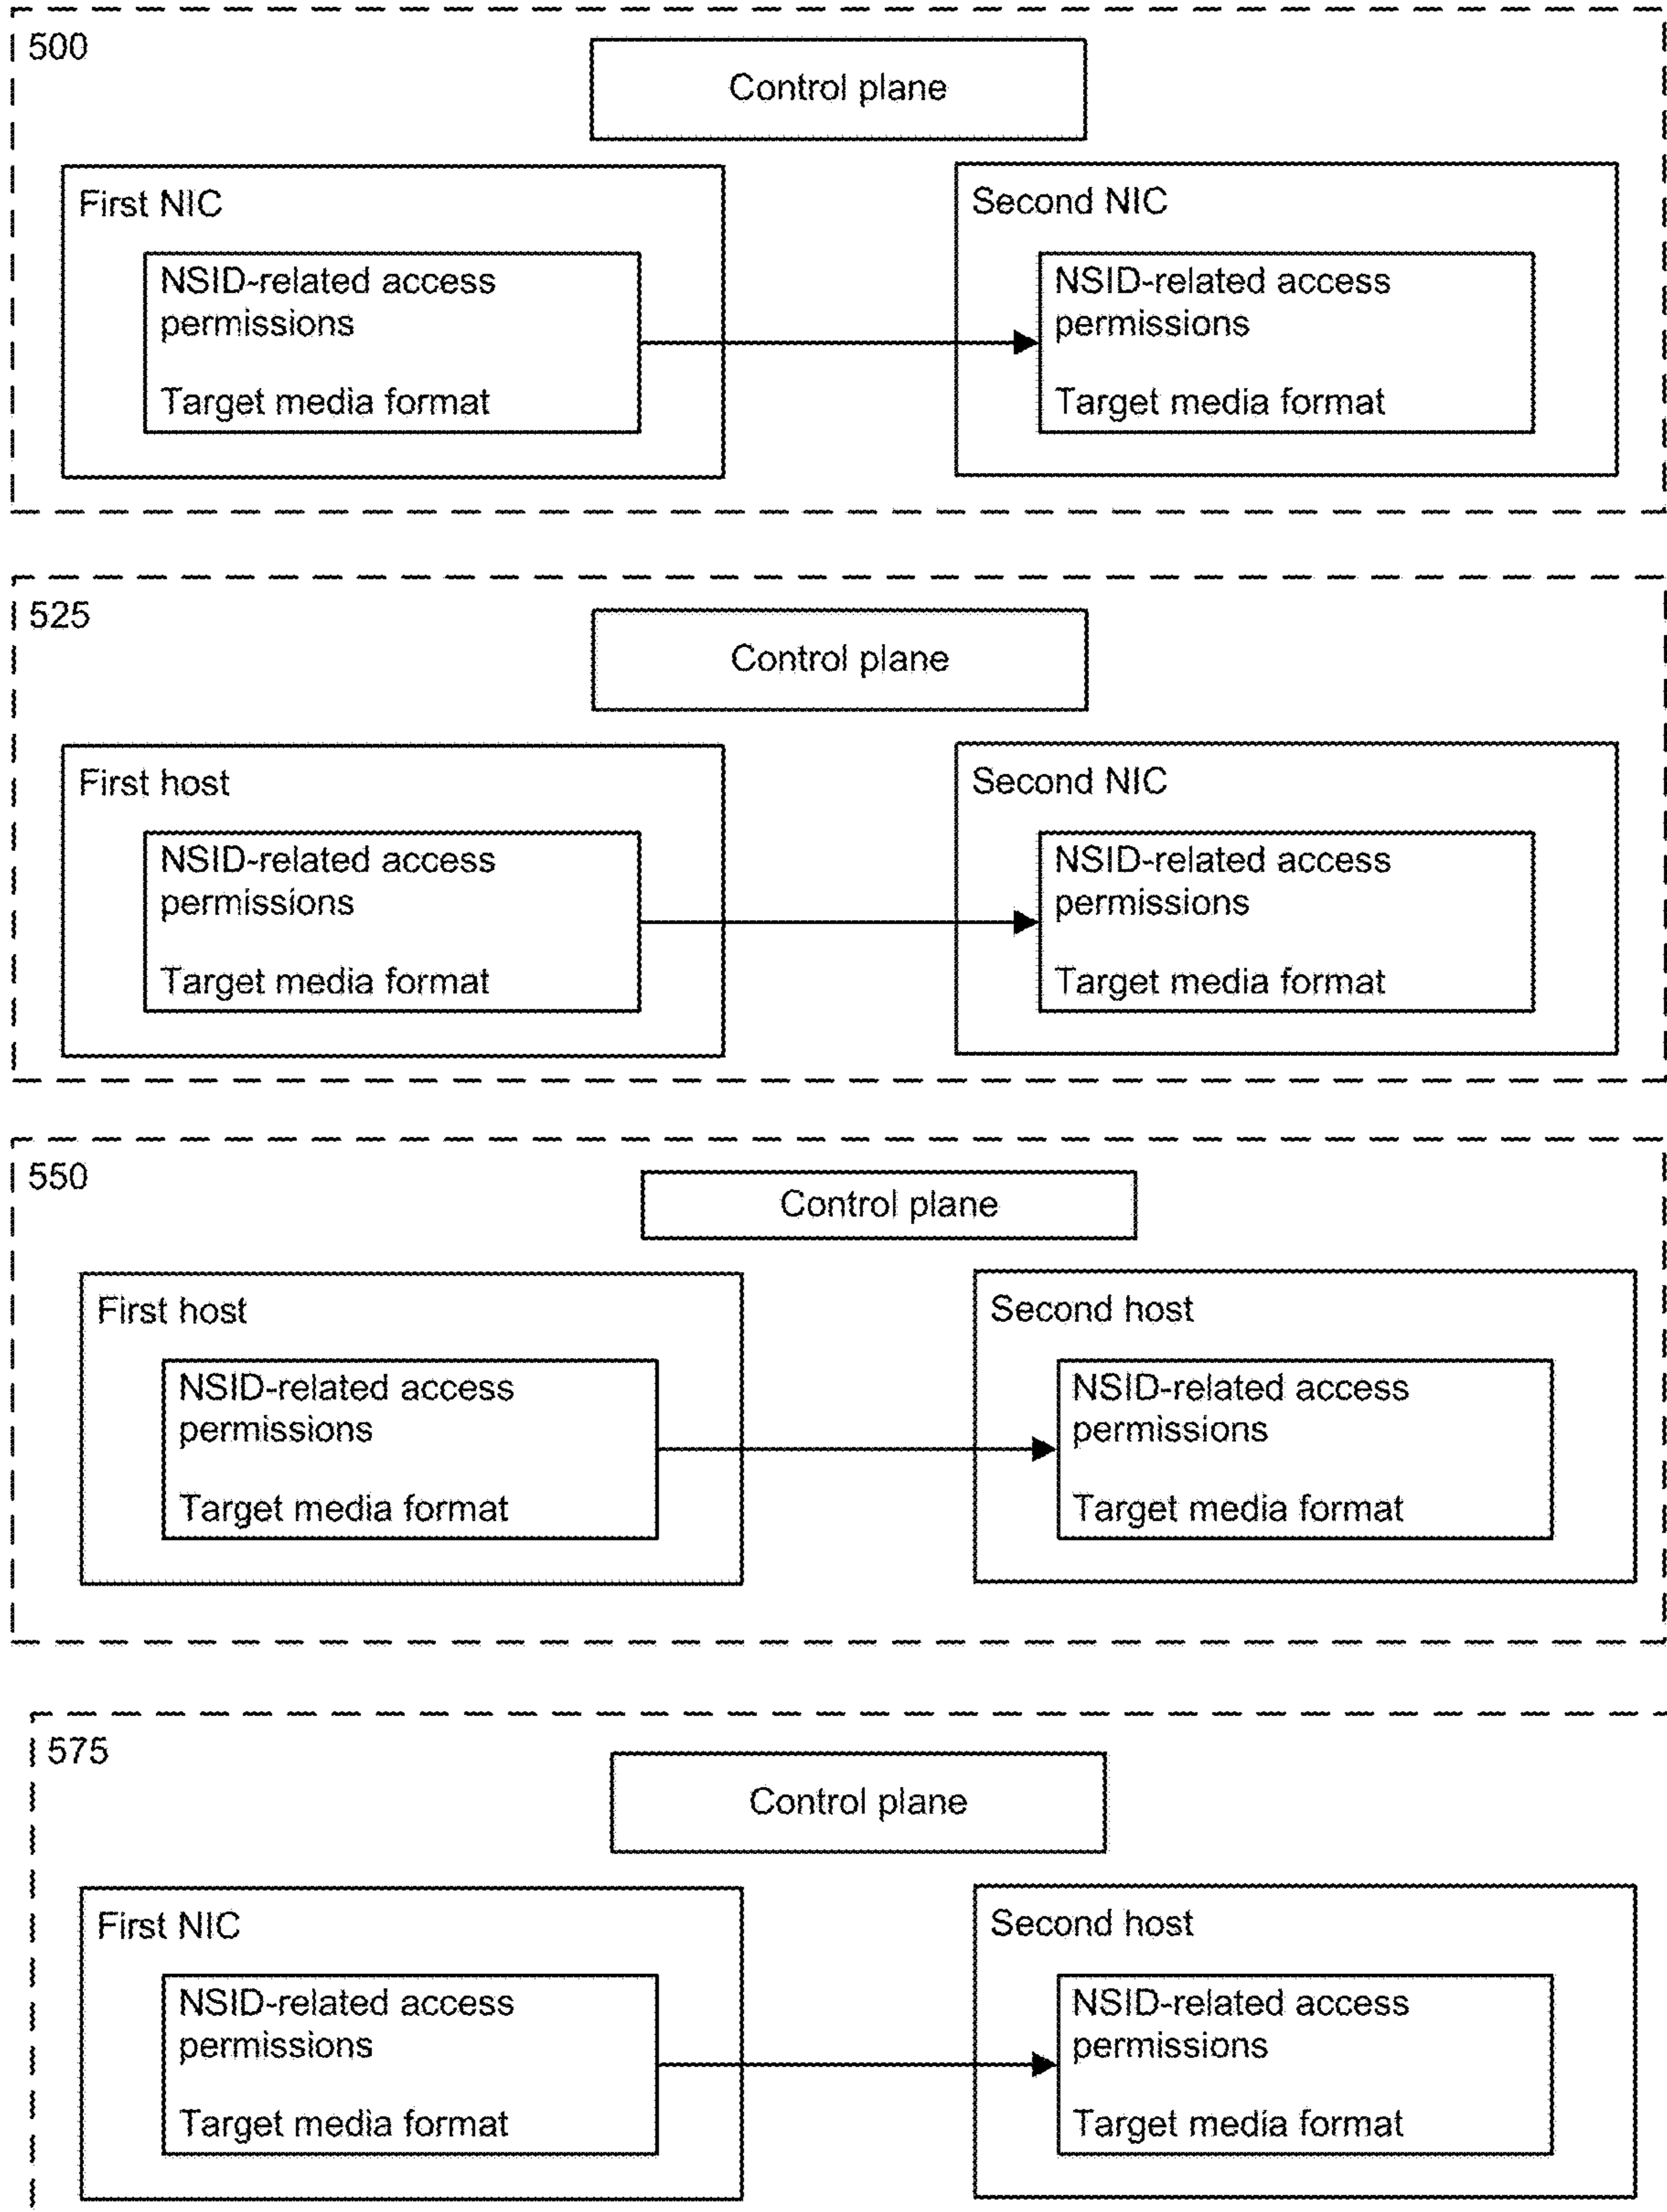 500
Control plane
First NIC
Second NIC
NSID-related access
permissions
Target media format
NSID-related access
permissions
Target media format
525
Control plane
First host
Second NIC
NSID-related access
permissions
Target media format
NSID-related access
permissions
Target media format
550
Control plane
First host
Second host
NSID-related access
permissions
Target media format
NSID-related access
permissions
Target media format
575
Control plane
First NIC
Second host
NSID-related access
permissions
Target media format
NSID-related access
permissions
Target media format